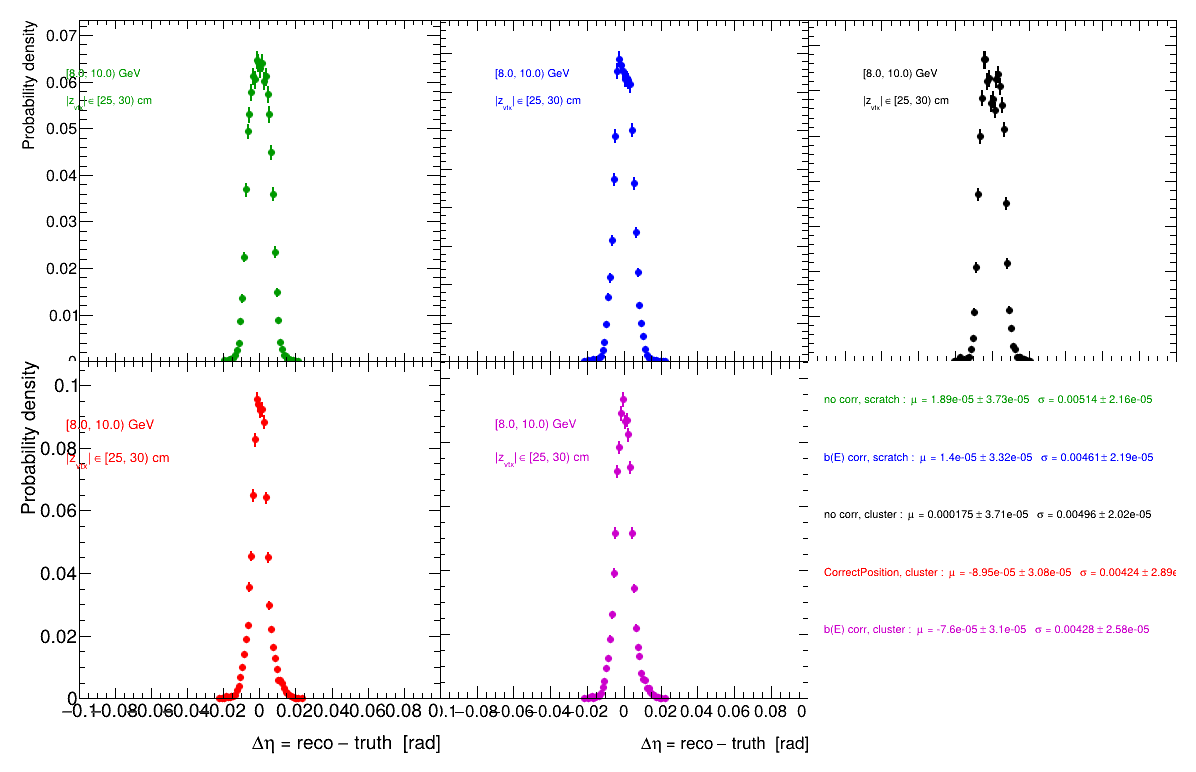 Probability density
0.07
0.06
0.05
0.04
0.03
0.02
0.01
0
[8.0, 10.0) GeV
|z_vtx| ∈ [25, 30) cm
[8.0, 10.0) GeV
|z_vtx| ∈ [25, 30) cm
[8.0, 10.0) GeV
|z_vtx| ∈ [25, 30) cm
Probability density
0.1
0.08
0.06
0.04
0.02
0
[8.0, 10.0) GeV
|z_vtx| ∈ [25, 30) cm
−0.1 −0.08 −0.06 −0.04 −0.02 0 0.02 0.04 0.06 0.08 0.1
Δη = reco − truth [rad]
[8.0, 10.0) GeV
|z_vtx| ∈ [25, 30) cm
−0.08 −0.06 −0.04 −0.02 0 0.02 0.04 0.06 0.08 0
Δη = reco − truth [rad]
no corr, scratch : μ = 1.89e-05 ± 3.73e-05 σ = 0.00514 ± 2.16e-05
b(E) corr, scratch : μ = 1.4e-05 ± 3.32e-05 σ = 0.00461 ± 2.19e-05
no corr, cluster : μ = 0.000175 ± 3.71e-05 σ = 0.00496 ± 2.02e-05
CorrectPosition, cluster : μ = -8.95e-05 ± 3.08e-05 σ = 0.00424 ± 2.89e
b(E) corr, cluster : μ = -7.6e-05 ± 3.1e-05 σ = 0.00428 ± 2.58e-05